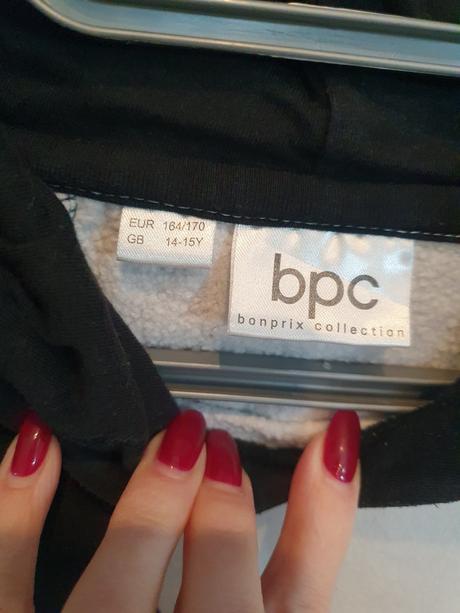 EUR 164/170
GB 14-15Y
bpc
bonprix collection